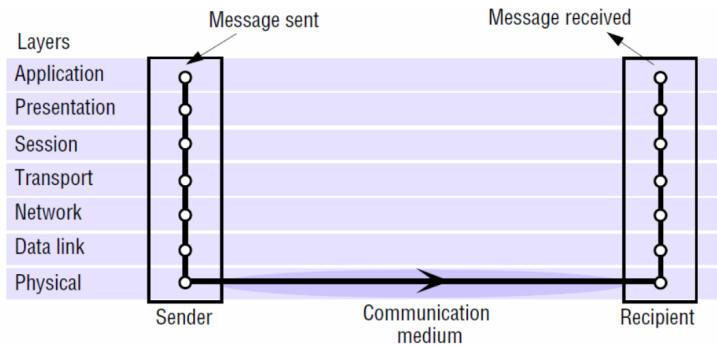 Message sent
Message received
Layers
Application
Presentation
Session
Transport
Network
Data link
Physical
Sender
Communication
medium
Recipient